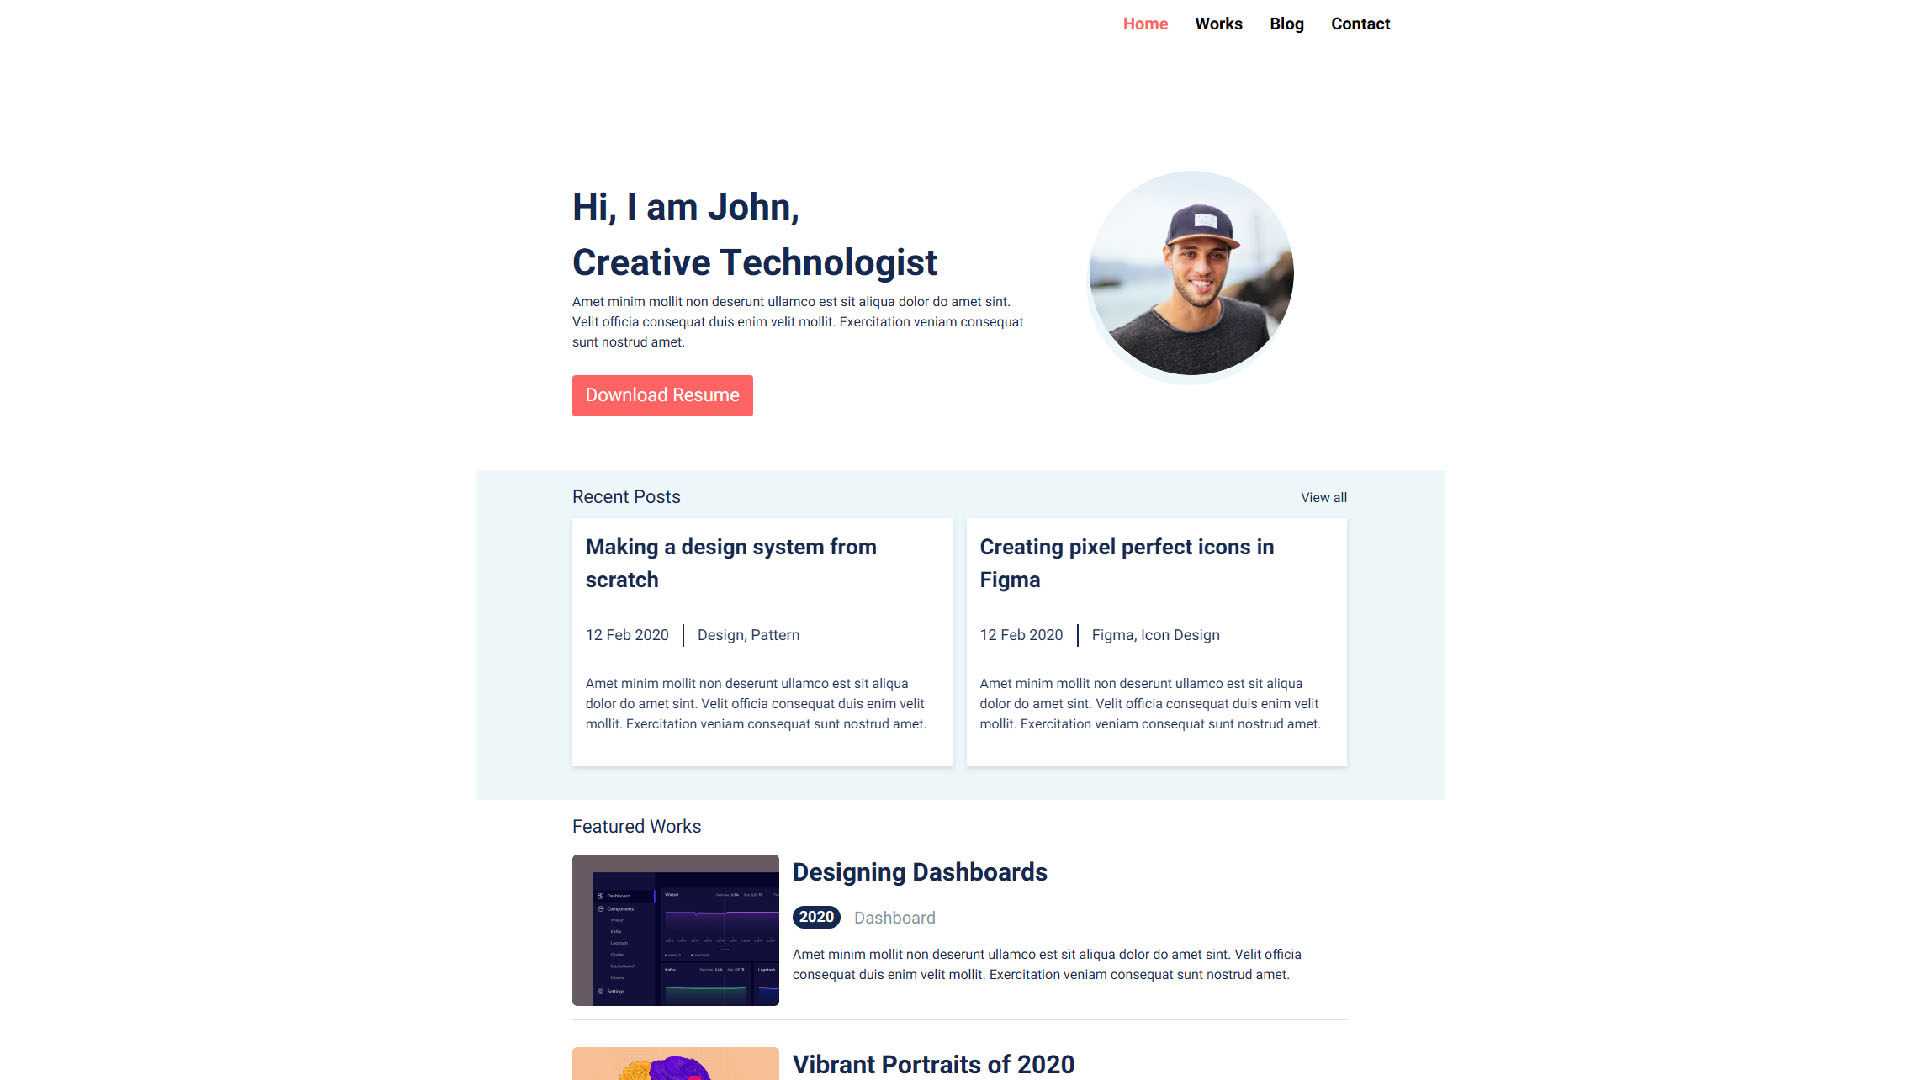 Home Works Blog Contact
Hi, I am John,
Creative Technologist
Amet minim mollit non deserunt ullamco est sit aliqua dolor do amet sint.
Velit officia consequat duis enim velit mollit. Exercitation veniam consequat
sunt nostrud amet.
Download Resume
Recent Posts
View all
Making a design system from
scratch
12 Feb 2020
Design, Pattern
Amet minim mollit non deserunt ullamco est sit aliqua
dolor do amet sint. Velit officia consequat duis enim velit
mollit. Exercitation veniam consequat sunt nostrud amet.
Creating pixel perfect icons in
Figma
12 Feb 2020
Figma, Icon Design
Amet minim mollit non deserunt ullamco est sit aliqua
dolor do amet sint. Velit officia consequat duis enim velit
mollit. Exercitation veniam consequat sunt nostrud amet.
Featured Works
Dashboard
Components
Settings
Designing Dashboards
2020 Dashboard
Amet minim mollit non deserunt ullamco est sit aliqua dolor do amet sint. Velit officia
consequat duis enim velit mollit. Exercitation veniam consequat sunt nostrud amet.
Vibrant Portraits of 2020